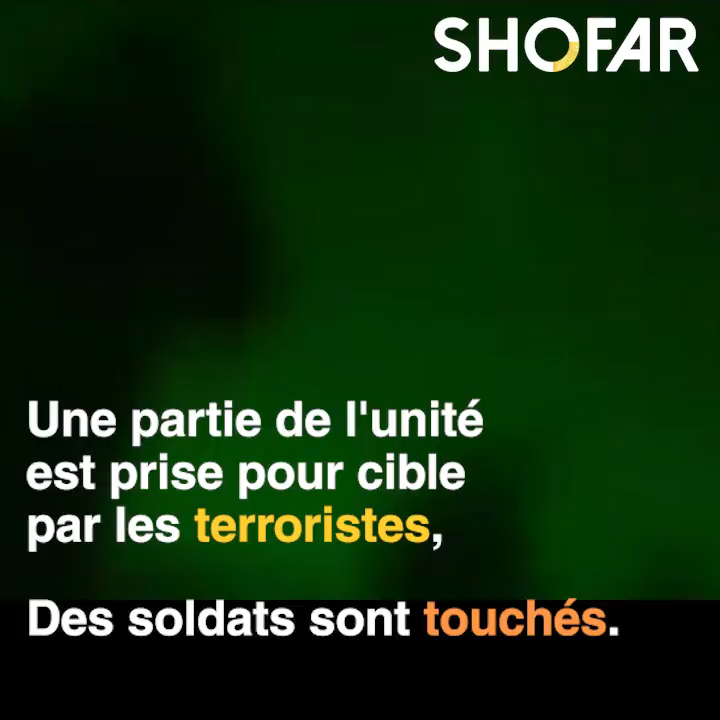 SHOFAR
Une partie de l'unité
est prise pour cible
par les terroristes,
Des soldats sont touchés.